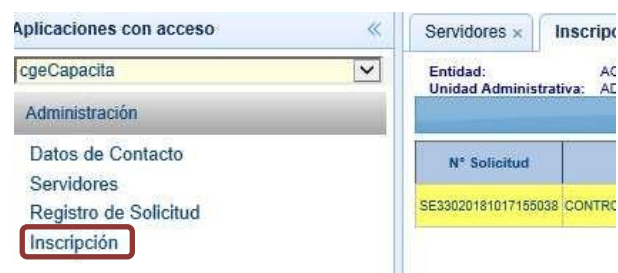 Aplicaciones con acceso
cgeCapacita
Administración
Datos de Contacto
Servidores
Registro de Solicitud
Inscripción
Servidores ×
Entidad:
Unidad Administrativa:
N° Solicitud
SE33020181017155038